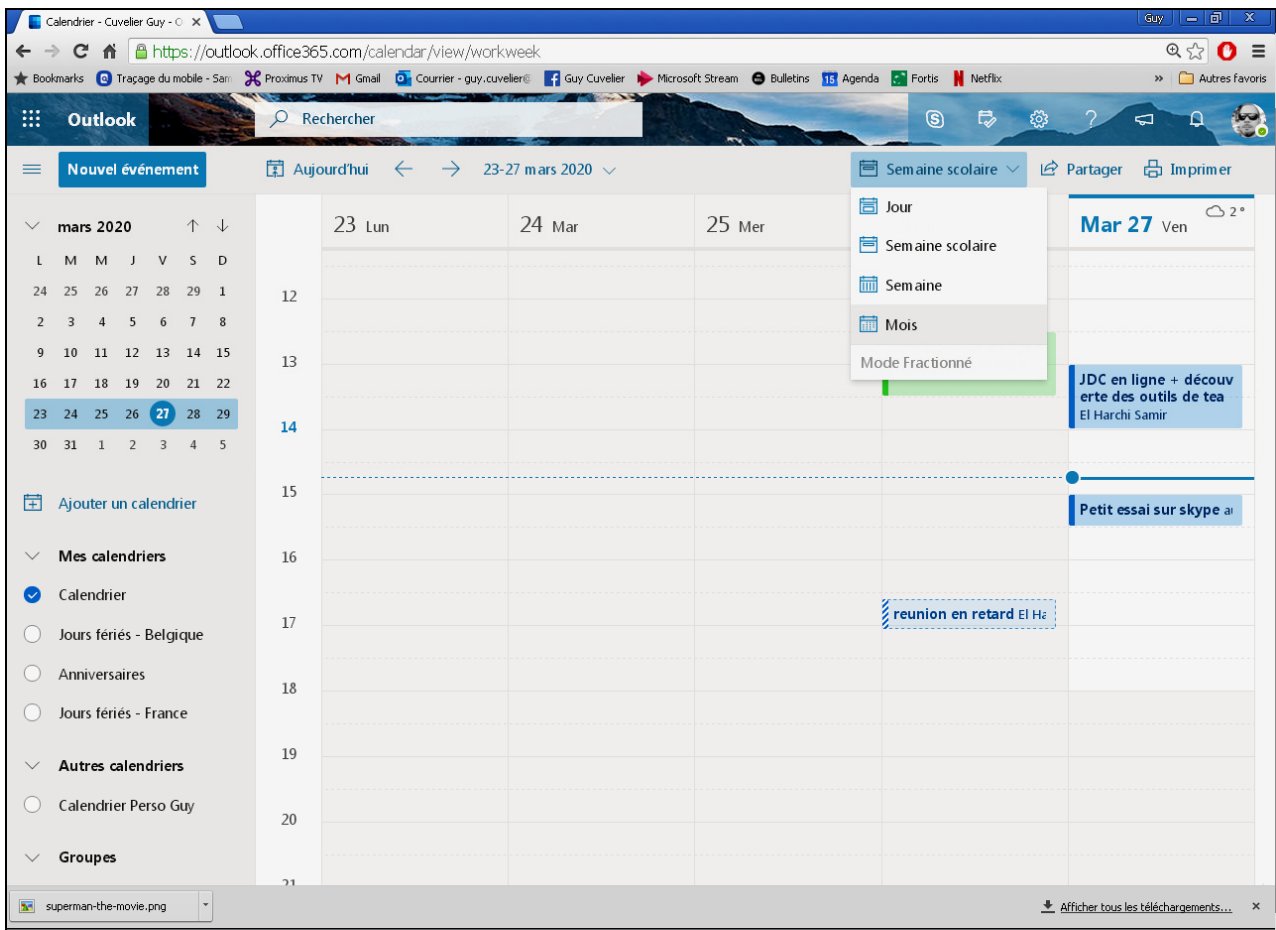 Calendrier - Cuvelier Guy - O
Guy
https://outlook.office365.com/calendar/view/workweek
Bookmarks Traçage du mobile - Sam Proximus TV Gmail Courrier - guy.cuvelier@ Guy Cuvelier Microsoft Stream Bulletins 15 Agenda Fortis Netflix » Autres favoris
Outlook Rechercher
Nouvel événement Aujourd'hui 23-27 mars 2020 Semaine scolaire Partager Imprimer
Jour
Semaine scolaire
Semaine
Mois
Mode Fractionné
mars 2020
L M M J V S D
24 25 26 27 28 29 1
2 3 4 5 6 7 8
9 10 11 12 13 14 15
16 17 18 19 20 21 22
23 24 25 26 27 28 29
30 31 1 2 3 4 5
Ajouter un calendrier
Mes calendriers
Calendrier
Jours fériés - Belgique
Anniversaires
Jours fériés - France
Autres calendriers
Calendrier Perso Guy
Groupes
23 Lun 24 Mar 25 Mer Mar 27 Ven 2°
12
13
14
15
16
17
18
19
20
21
JDC en ligne + découv
erte des outils de tea
El Harchi Samir
Petit essai sur skype au
reunion en retard El Ha
superman-the-movie.png
Afficher tous les téléchargements...